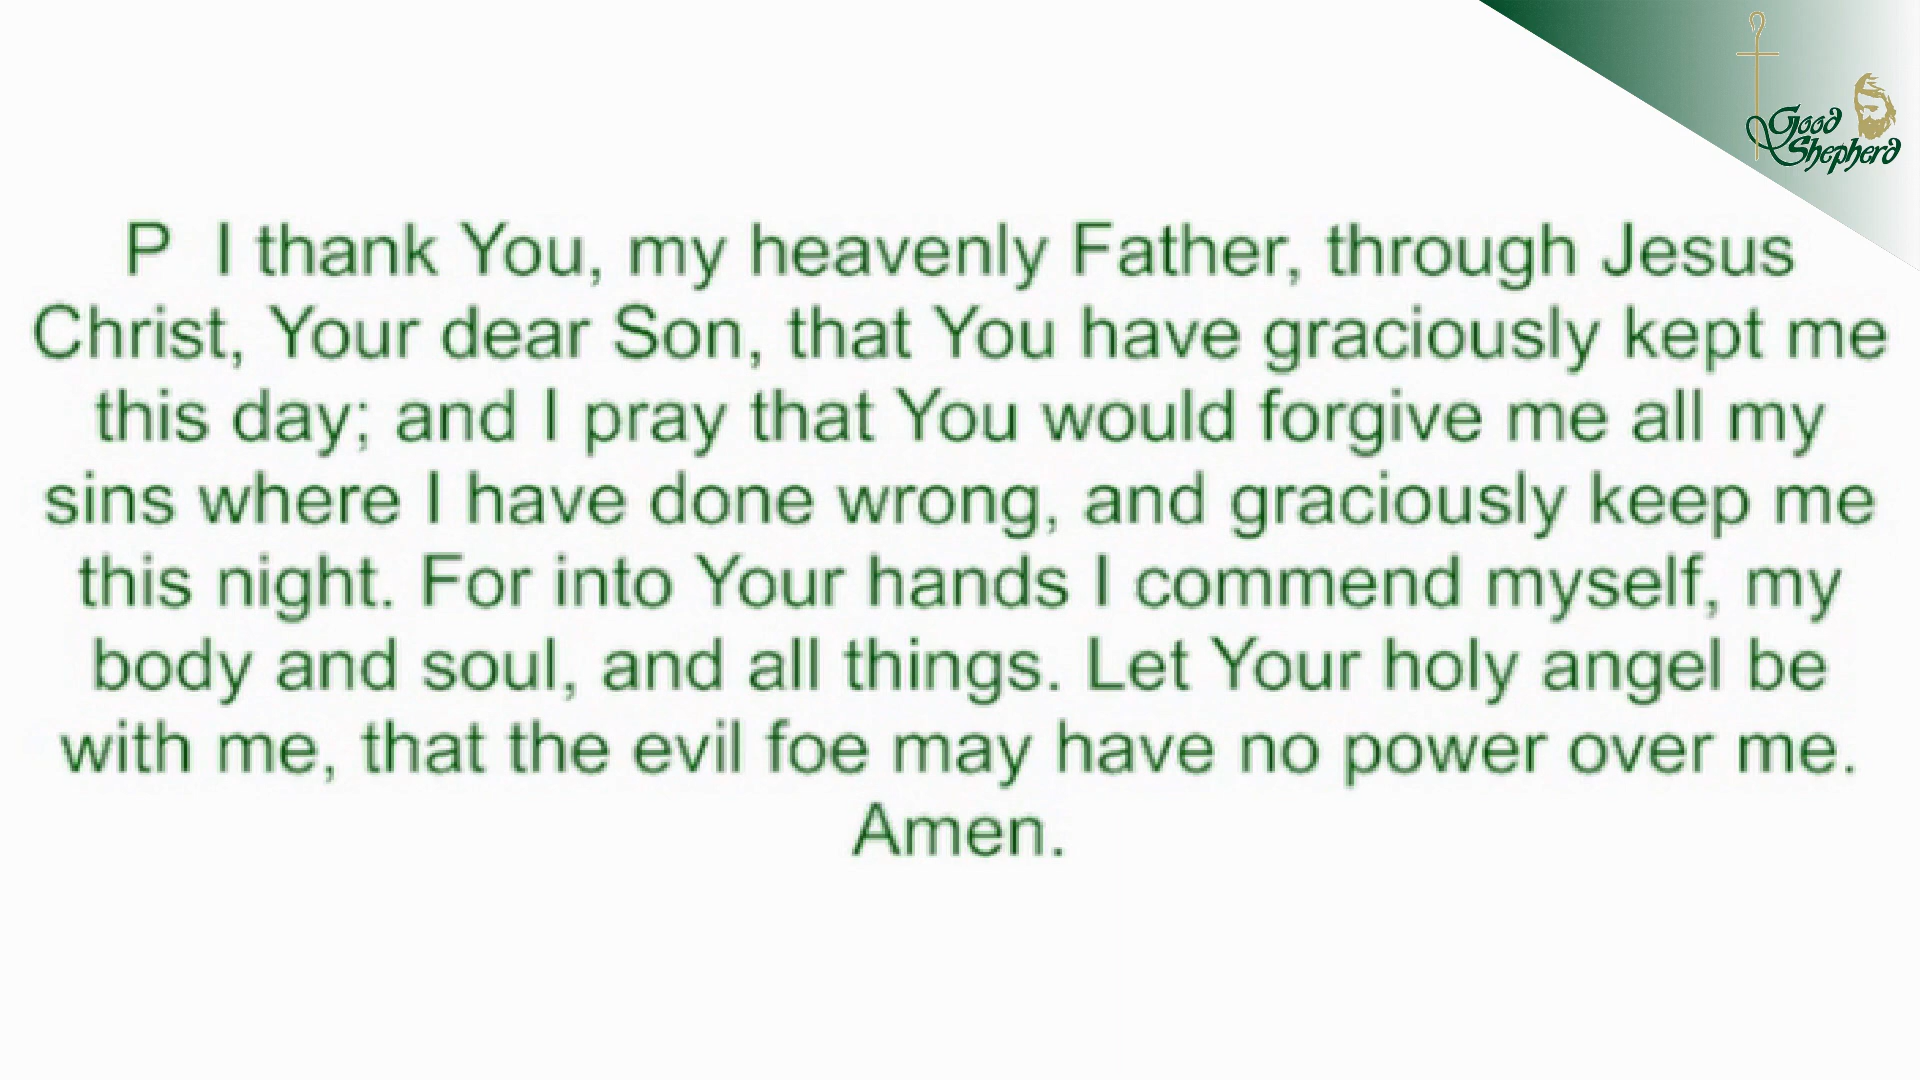 Good
Shepherd
P I thank You, my heavenly Father, through Jesus
Christ, Your dear Son, that You have graciously kept me
this day; and I pray that You would forgive me all my
sins where I have done wrong, and graciously keep me
this night. For into Your hands I commend myself, my
body and soul, and all things. Let Your holy angel be
with me, that the evil foe may have no power over me.
Amen.